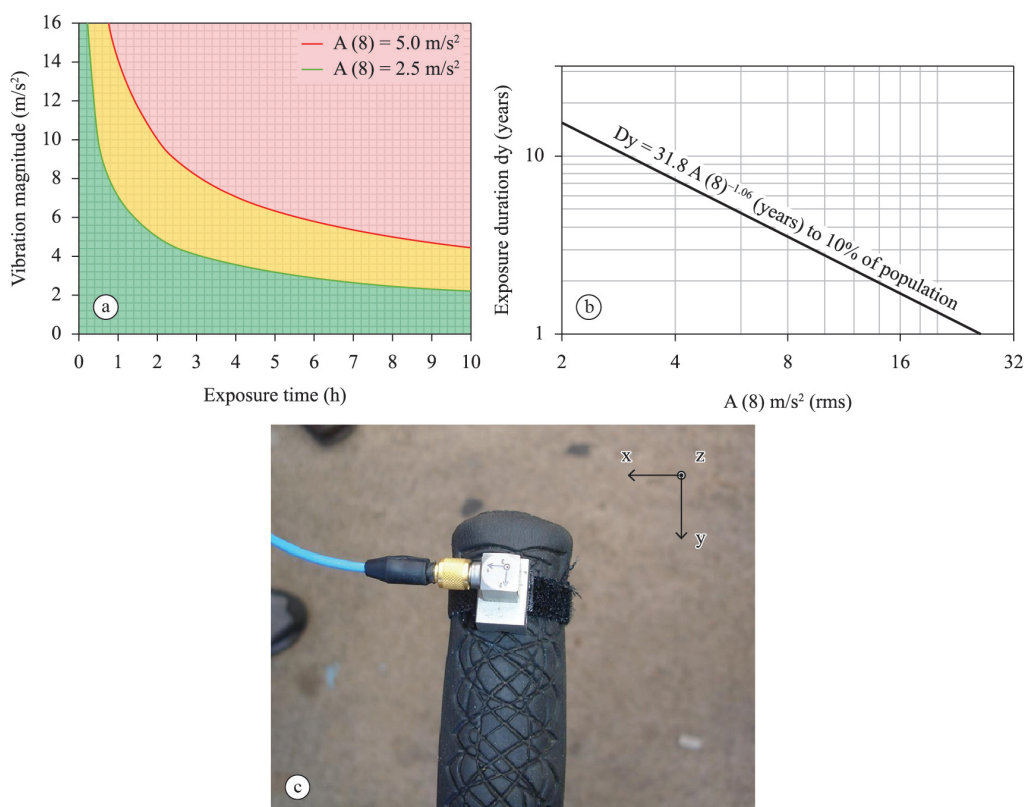 16
14
12
10
8
6
4
2
0
Vibration magnitude (m/s²)
A (8) = 5.0 m/s²
A (8) = 2.5 m/s²
a
0 1 2 3 4 5 6 7 8 9 10
Exposure time (h)
Exposure duration dy (years)
10
1
Dy = 31.8 A (8)⁻¹·⁰⁶ (years) to 10% of population
b
2 4 8 16 32
A (8) m/s² (rms)
x z
y
c